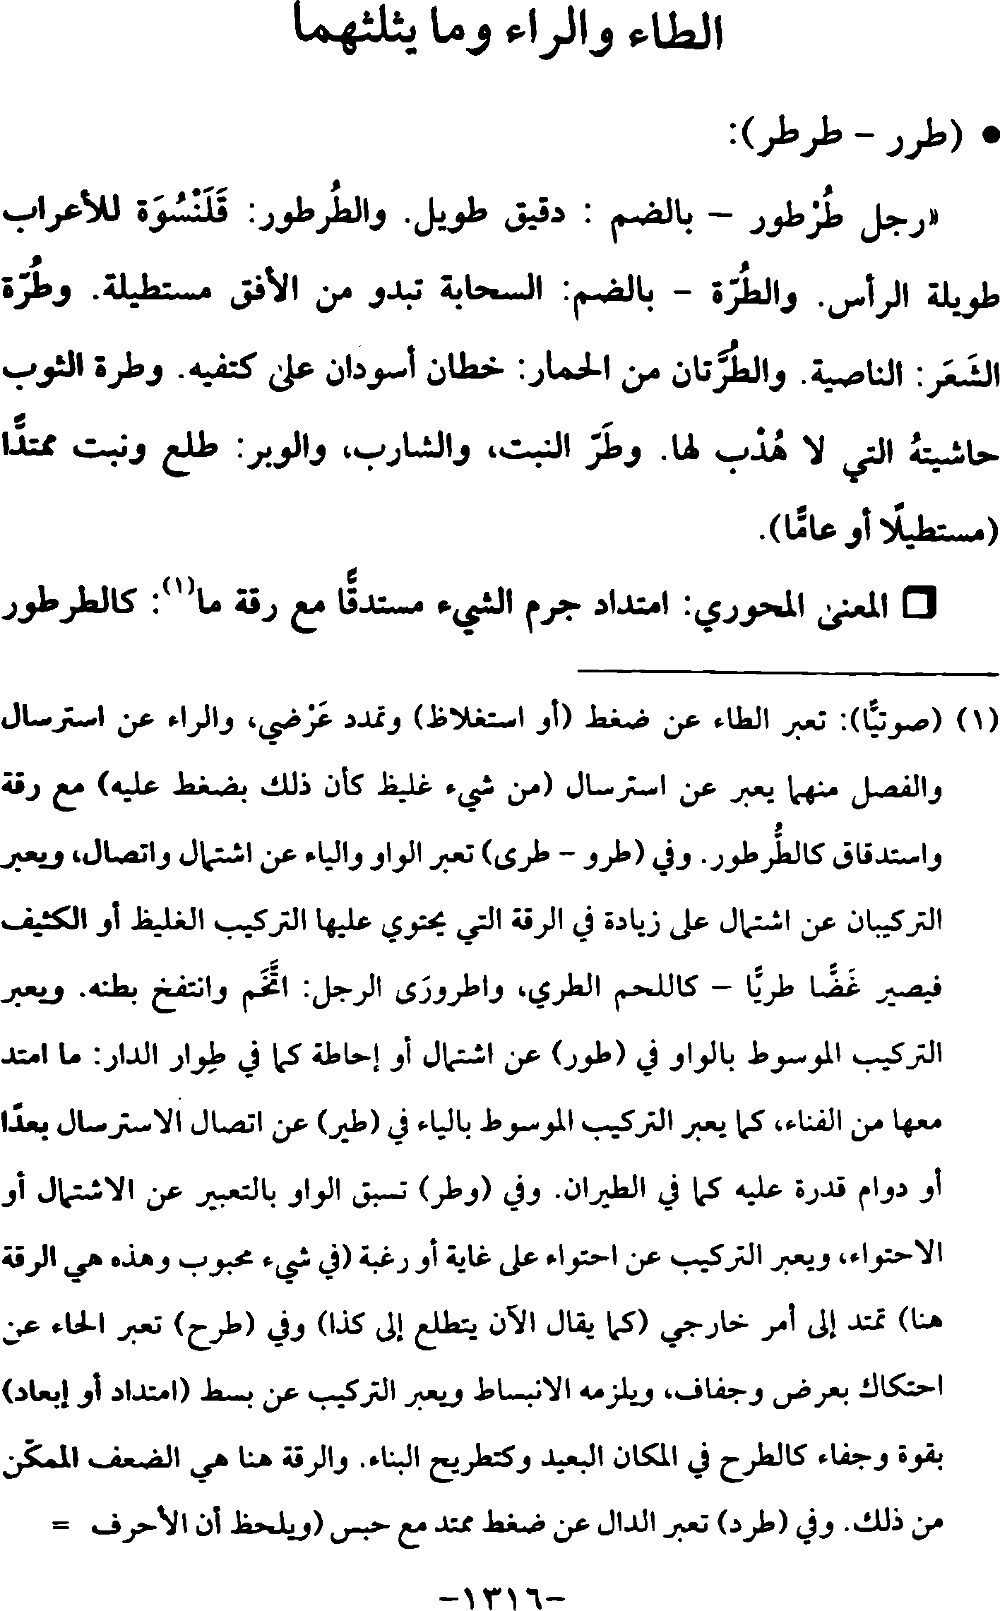 الطاء والراء وما يثلثهما
• (طرر - طرطر):
«رجل طُرْطور - بالضم : دقيق طويل. والطُرطور: قَلَنْسُوَة للأعراب
طويلة الرأس. والطُرّة - بالضم: السحابة تبدو من الأفق مستطيلة. وطُرّة
الشَعَر: الناصية. والطُرَّتان من الحمار: خطان أسودان على كتفيه. وطرة الثوب
حاشيتهُ التي لا هُدْب لها. وطَرّ النبت، والشارب، والوبر: طلع ونبت ممتدًّا
(مستطيلًا أو عامًّا).
❒ المعنى المحوري: امتداد جرم الشيء مستدقًّا مع رقة ما(١): كالطرطور
(١) (صوتيًّا): تعبر الطاء عن ضغط (أو استغلاظ) وتمدد عَرْضي، والراء عن استرسال
والفصل منهما يعبر عن استرسال (من شيء غليظ كأن ذلك بضغط عليه) مع رقة
واستدقاق كالطُّرطور. وفي (طرو - طرى) تعبر الواو والياء عن اشتمال واتصال، ويعبر
التركيبان عن اشتمال على زيادة في الرقة التي يحتوي عليها التركيب الغليظ أو الكثيف
فيصير غَضًّا طريًّا - كاللحم الطري، واطرورَى الرجل: اتَّخَم وانتفخ بطنه. ويعبر
التركيب الموسوط بالواو في (طور) عن اشتمال أو إحاطة كما في طِوار الدار: ما امتد
معها من الفناء، كما يعبر التركيب الموسوط بالياء في (طير) عن اتصال الاسترسال بعدًا
أو دوام قدرة عليه كما في الطيران. وفي (وطر) تسبق الواو بالتعبير عن الاشتمال أو
الاحتواء، ويعبر التركيب عن احتواء على غاية أو رغبة (في شيء محبوب وهذه هي الرقة
هنا) تمتد إلى أمر خارجي (كما يقال الآن يتطلع إلى كذا) وفي (طرح) تعبر الحاء عن
احتكاك بعرض وجفاف، ويلزمه الانبساط ويعبر التركيب عن بسط (امتداد أو إبعاد)
بقوة وجفاء كالطرح في المكان البعيد وكتطريح البناء. والرقة هنا هي الضعف الممكّن
من ذلك. وفي (طرد) تعبر الدال عن ضغط ممتد مع حبس (ويلحظ أن الأحرف =
-١٣١٦-